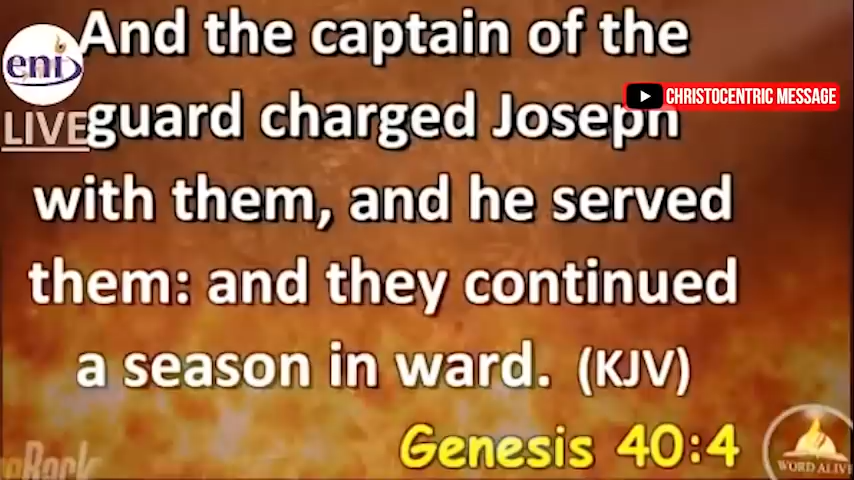 And the captain of the
eni
CHRISTOCENTRIC MESSAGE
LIVE
guard charged Joseph
with them, and he served
them: and they continued
a season in ward. (KJV)
Genesis 40:4
WORD ALIVE